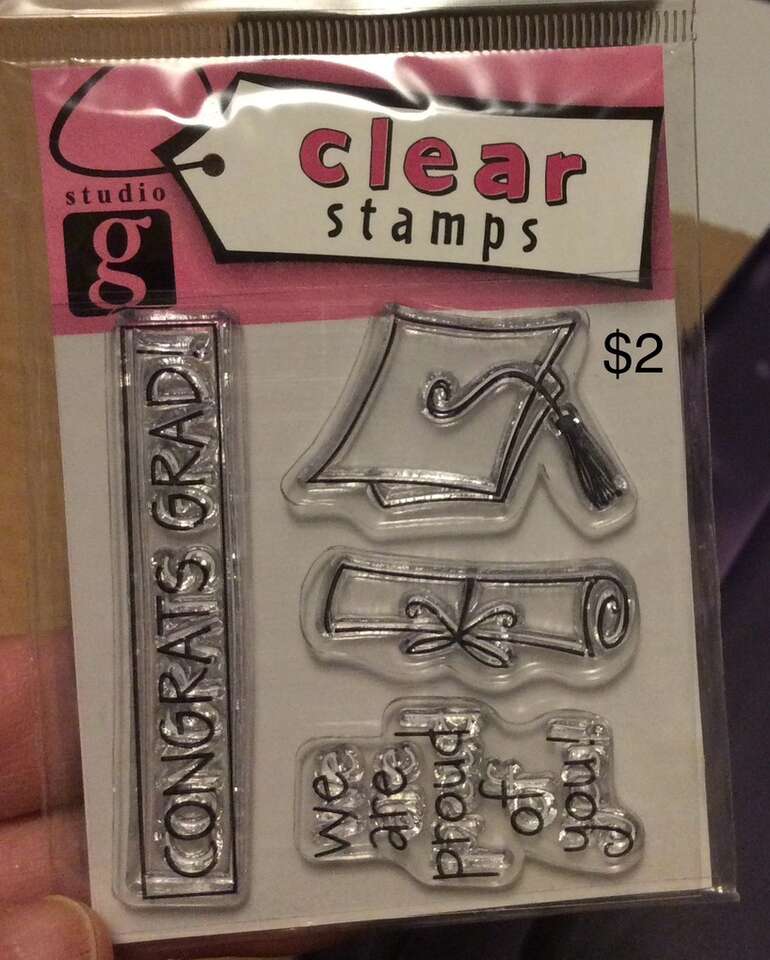 clear
stamps
studio
g
$2
CONGRATS GRAD!
we
are
proud
of
you!